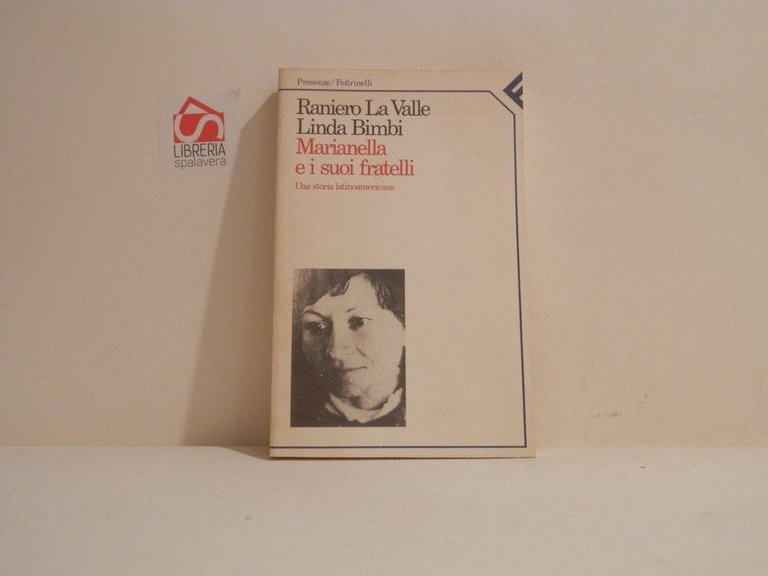 LIBRERIA
spalavera
Presenze/Feltrinelli
Raniero La Valle
Linda Bimbi
Marianella
e i suoi fratelli
Una storia latinoamericana